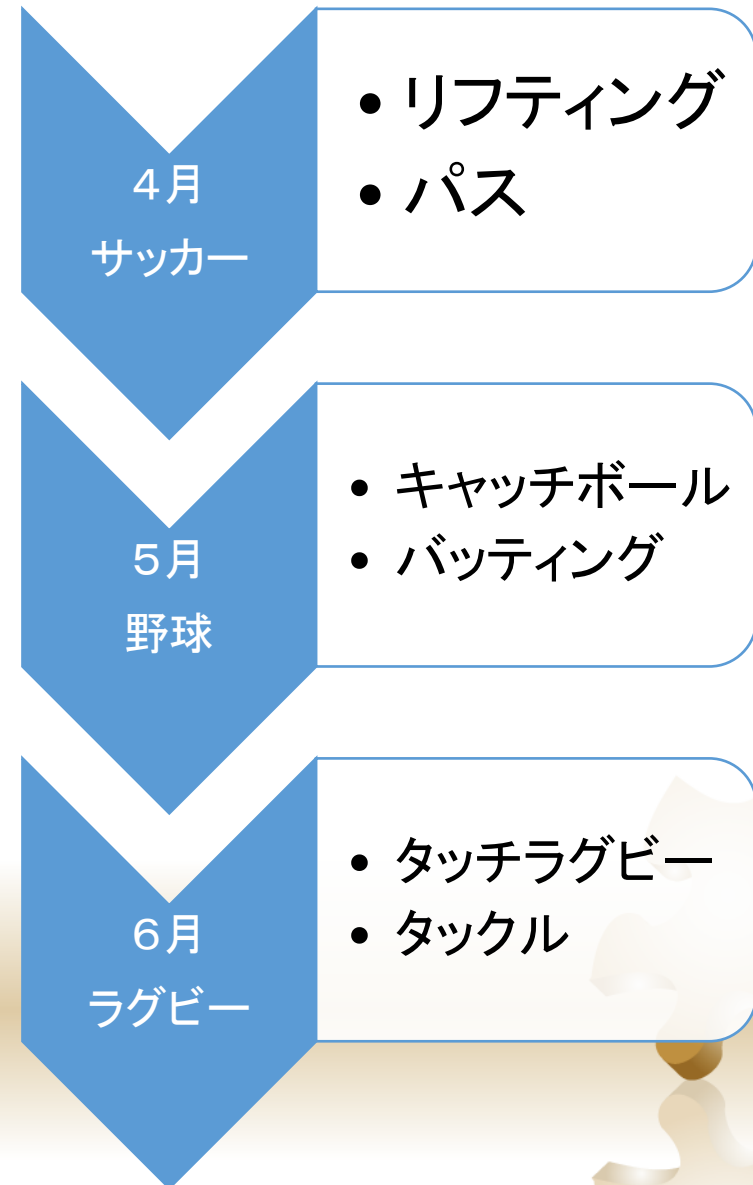 ４月
サッカー
• リフティング
• パス
５月
野球
• キャッチボール
• バッティング
６月
ラグビー
• タッチラグビー
• タックル